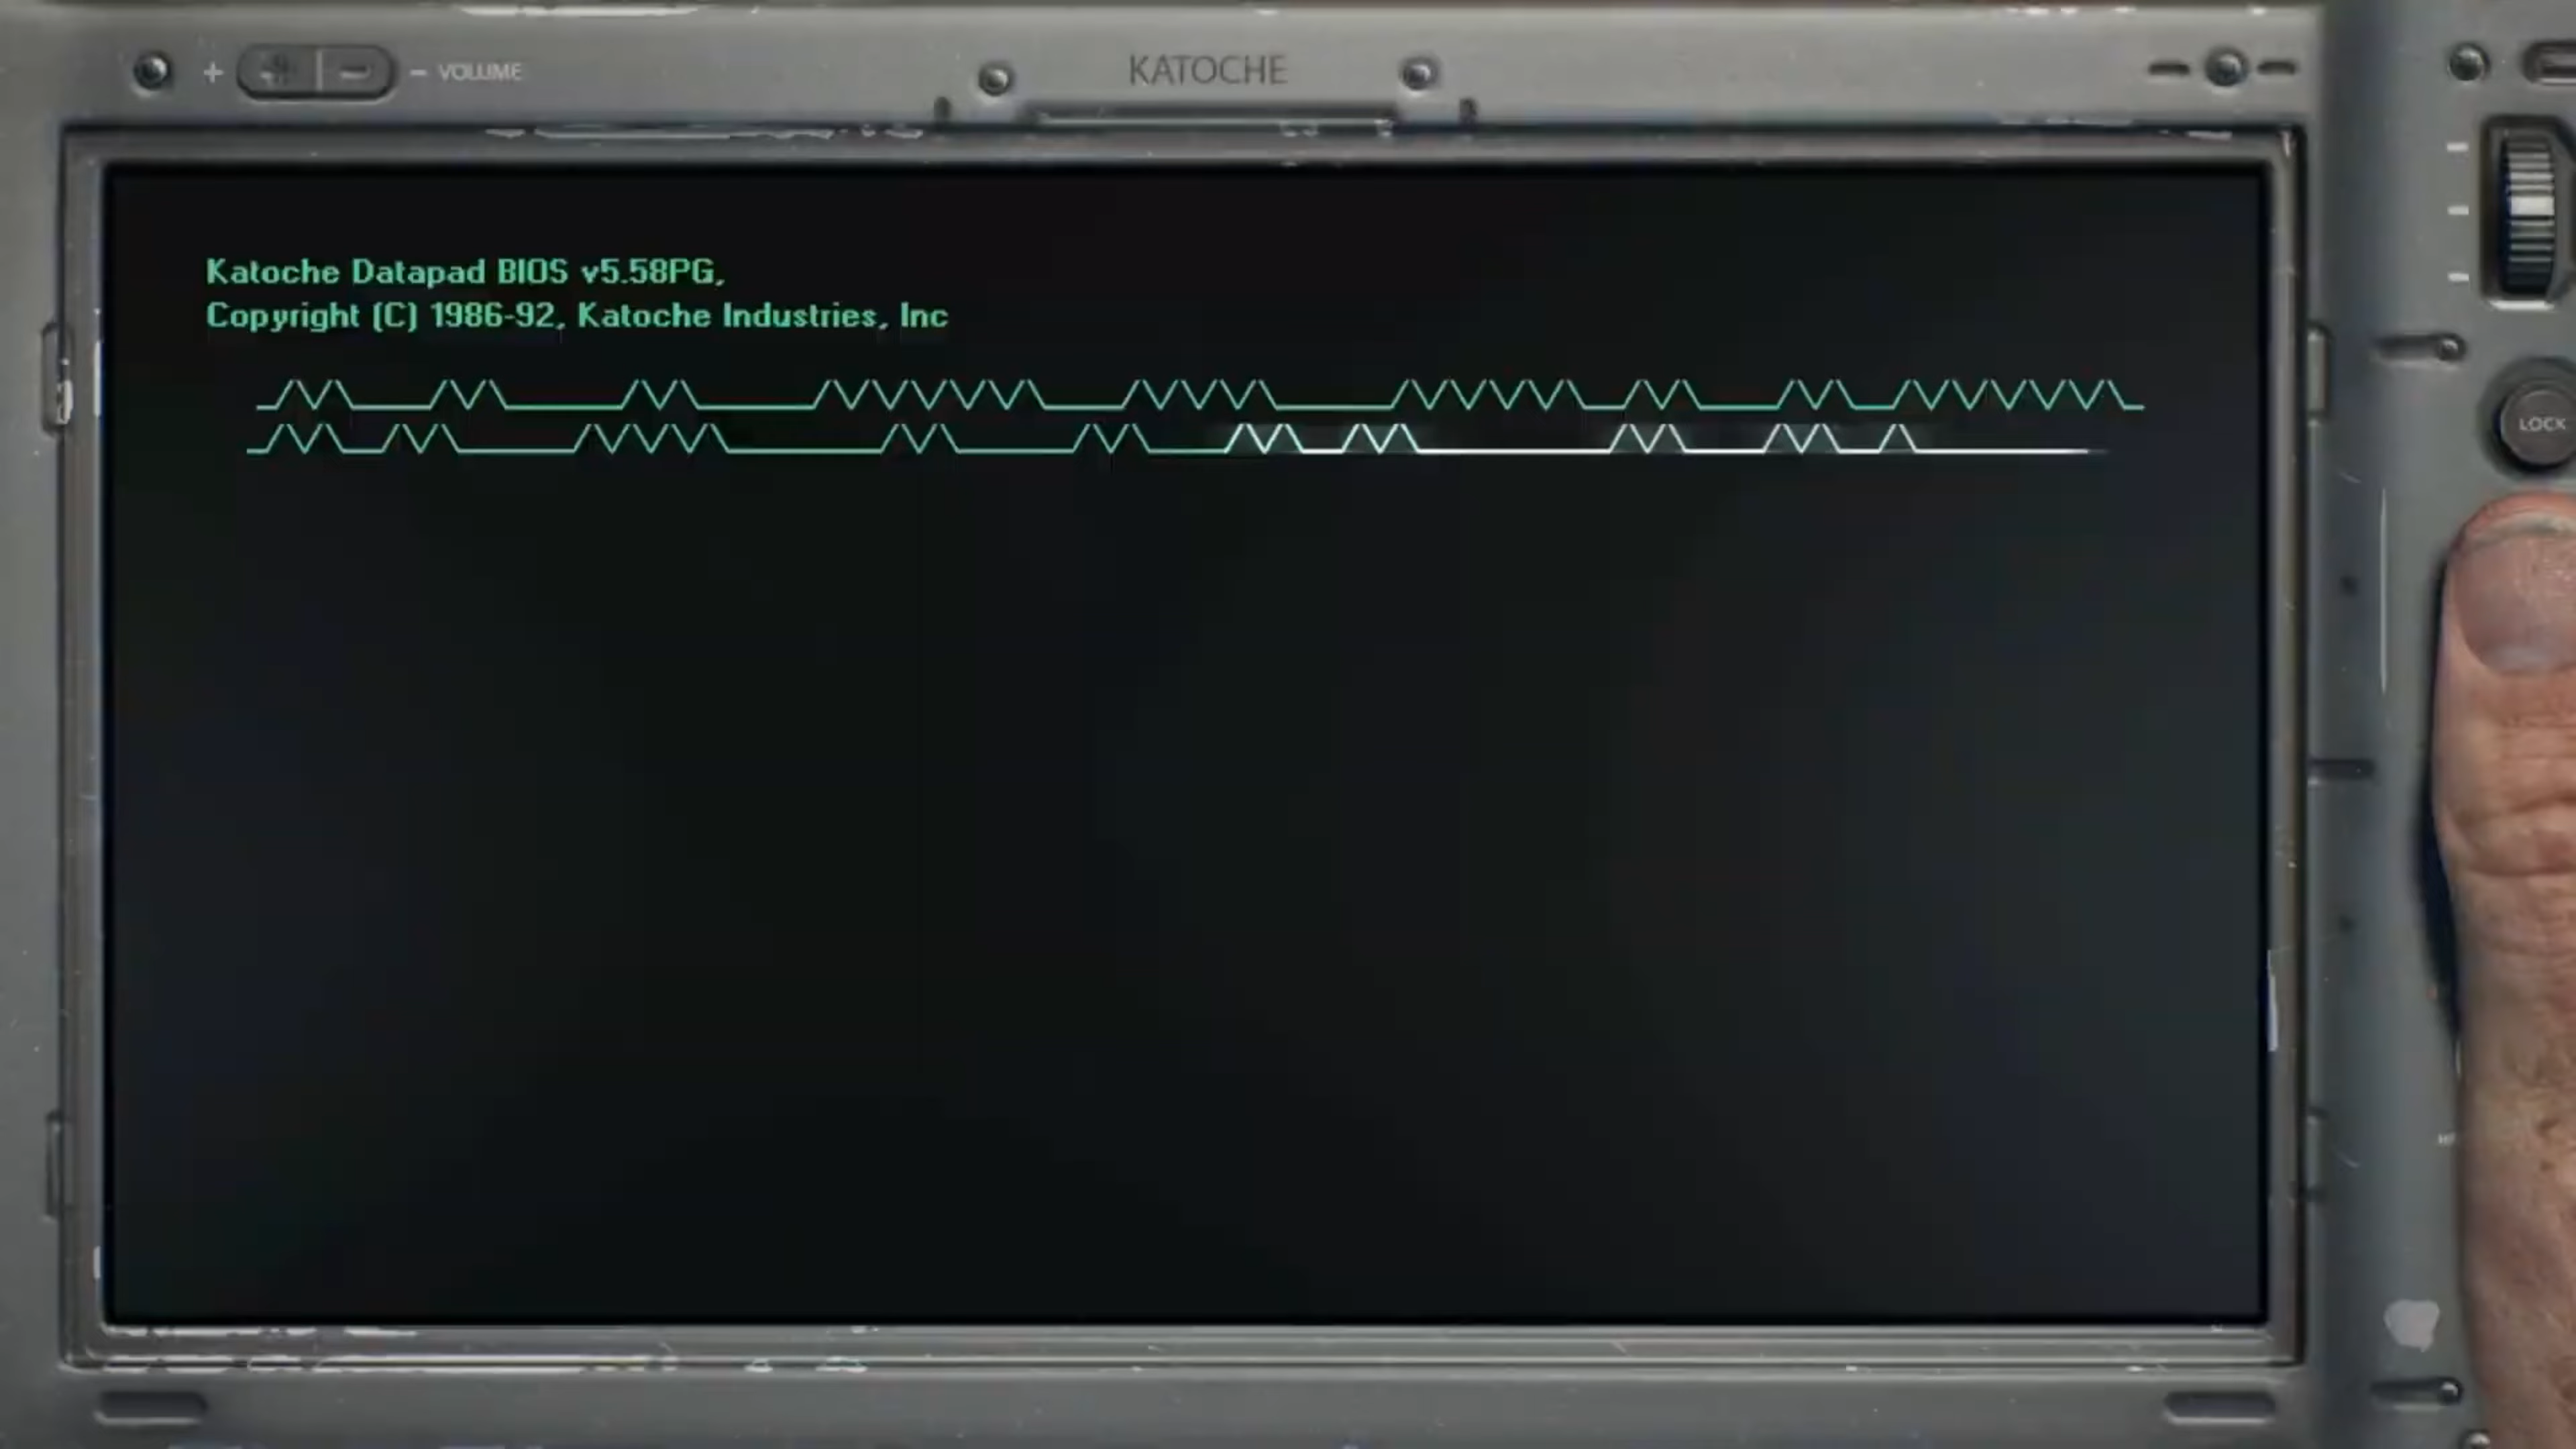 + - VOLUME
KATOCHE
Katoche Datapad BIOS v5.58PG,
Copyright (C) 1986-92, Katoche Industries, Inc
LOCK